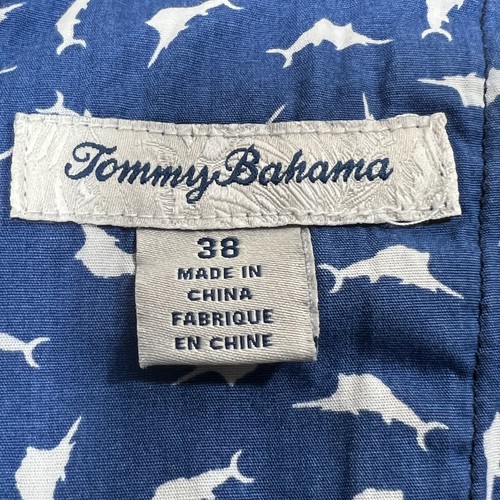 Tommy Bahama
38
MADE IN
CHINA
FABRIQUE
EN CHINE